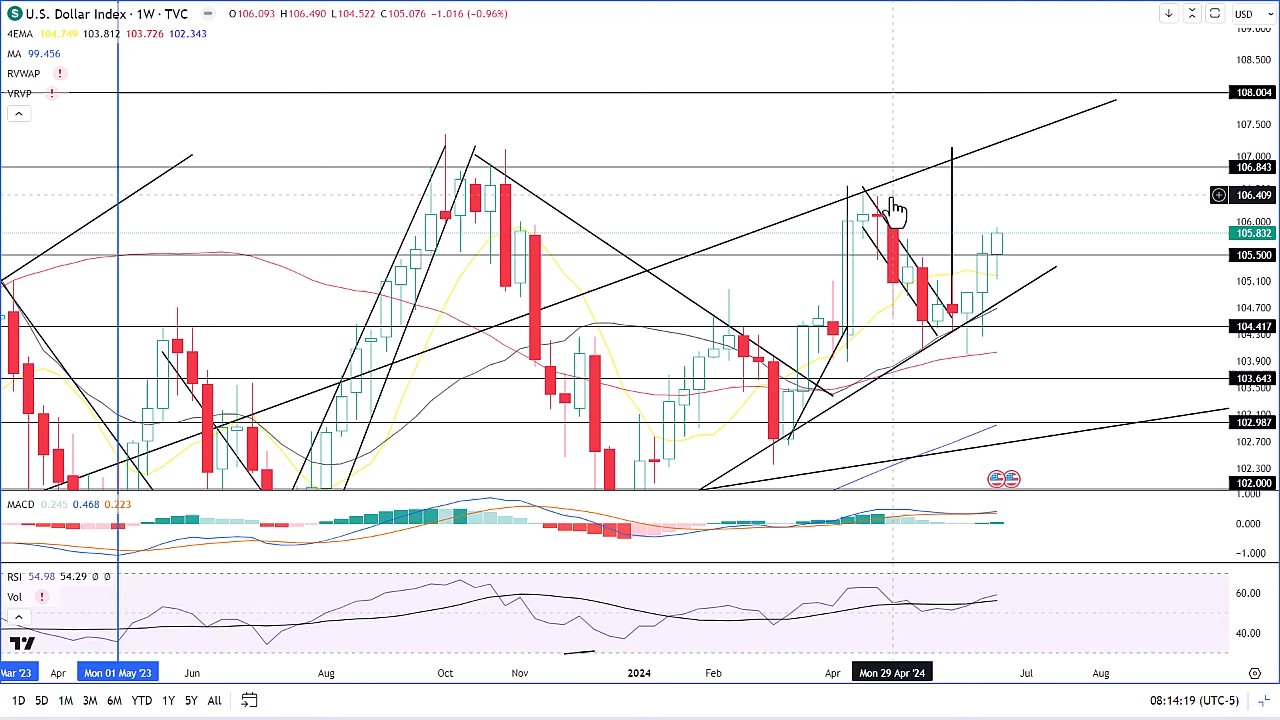 U.S. Dollar Index · 1W · TVC O106.093 H106.490 L104.522 C105.076 -1.016 (-0.96%)
USD
4EMA 104.749 103.812 103.726 102.343
MA 99.456
RVWAP !
VRVP !
108.500
108.004
107.500
107.000
106.843
106.409
106.000
105.832
105.500
105.100
104.700
104.417
103.900
103.643
102.987
102.700
102.300
102.000
MACD 0.245 0.468 0.223
1.000
0.000
-1.000
RSI 54.98 54.29 Ø Ø
Vol !
60.00
40.00
Mar '23 Apr Mon 01 May '23 Jun Aug Oct Nov 2024 Feb Apr Mon 29 Apr '24 Jul Aug
1D 5D 1M 3M 6M YTD 1Y 5Y All 08:14:19 (UTC-5)